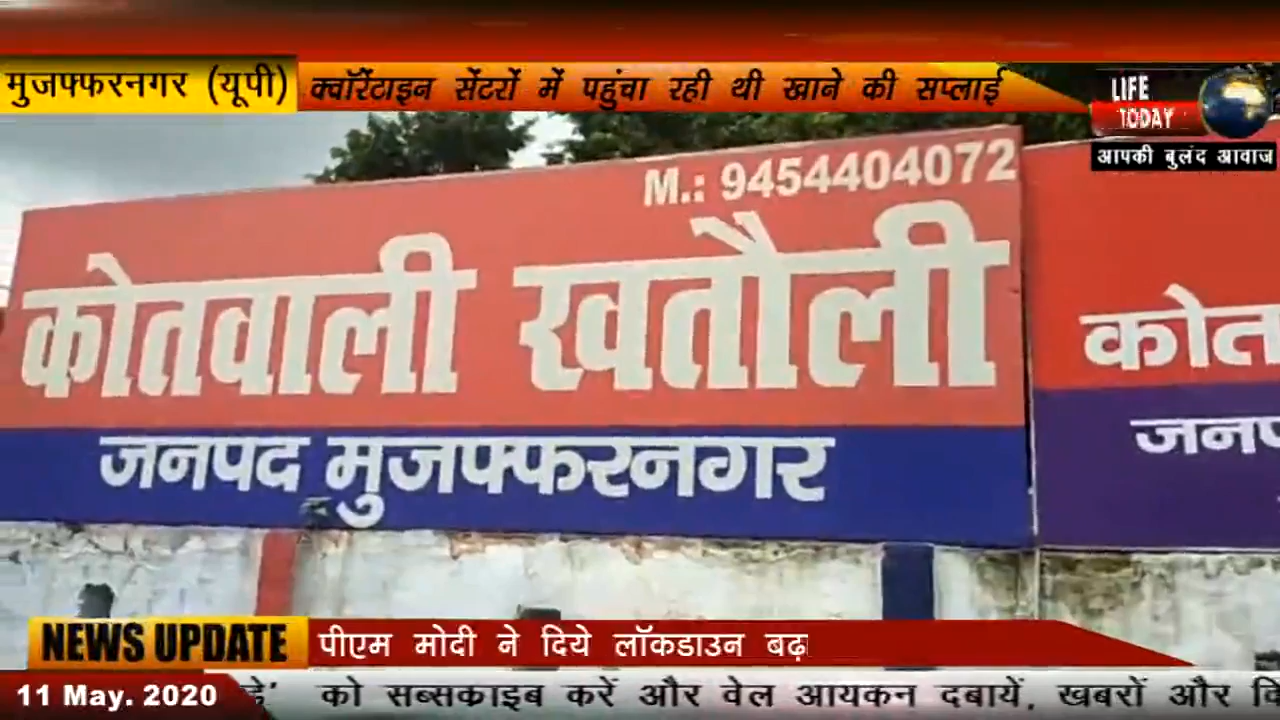 मुजफ्फरनगर (यूपी)
क्वॉरेंटाइन सेंटरों में पहुंचा रही थी खाने की सप्लाई
LIFE
TODAY
आपकी बुलंद आवाज
M.: 9454404072
कोतवाली खतौली
जनपद मुजफ्फरनगर
कोत
जनप
NEWS UPDATE
पीएम मोदी ने दिये लॉकडाउन बढ़
11 May. 2020
को सब्सक्राइब करें और वेल आयकन दबायें, खबरों और